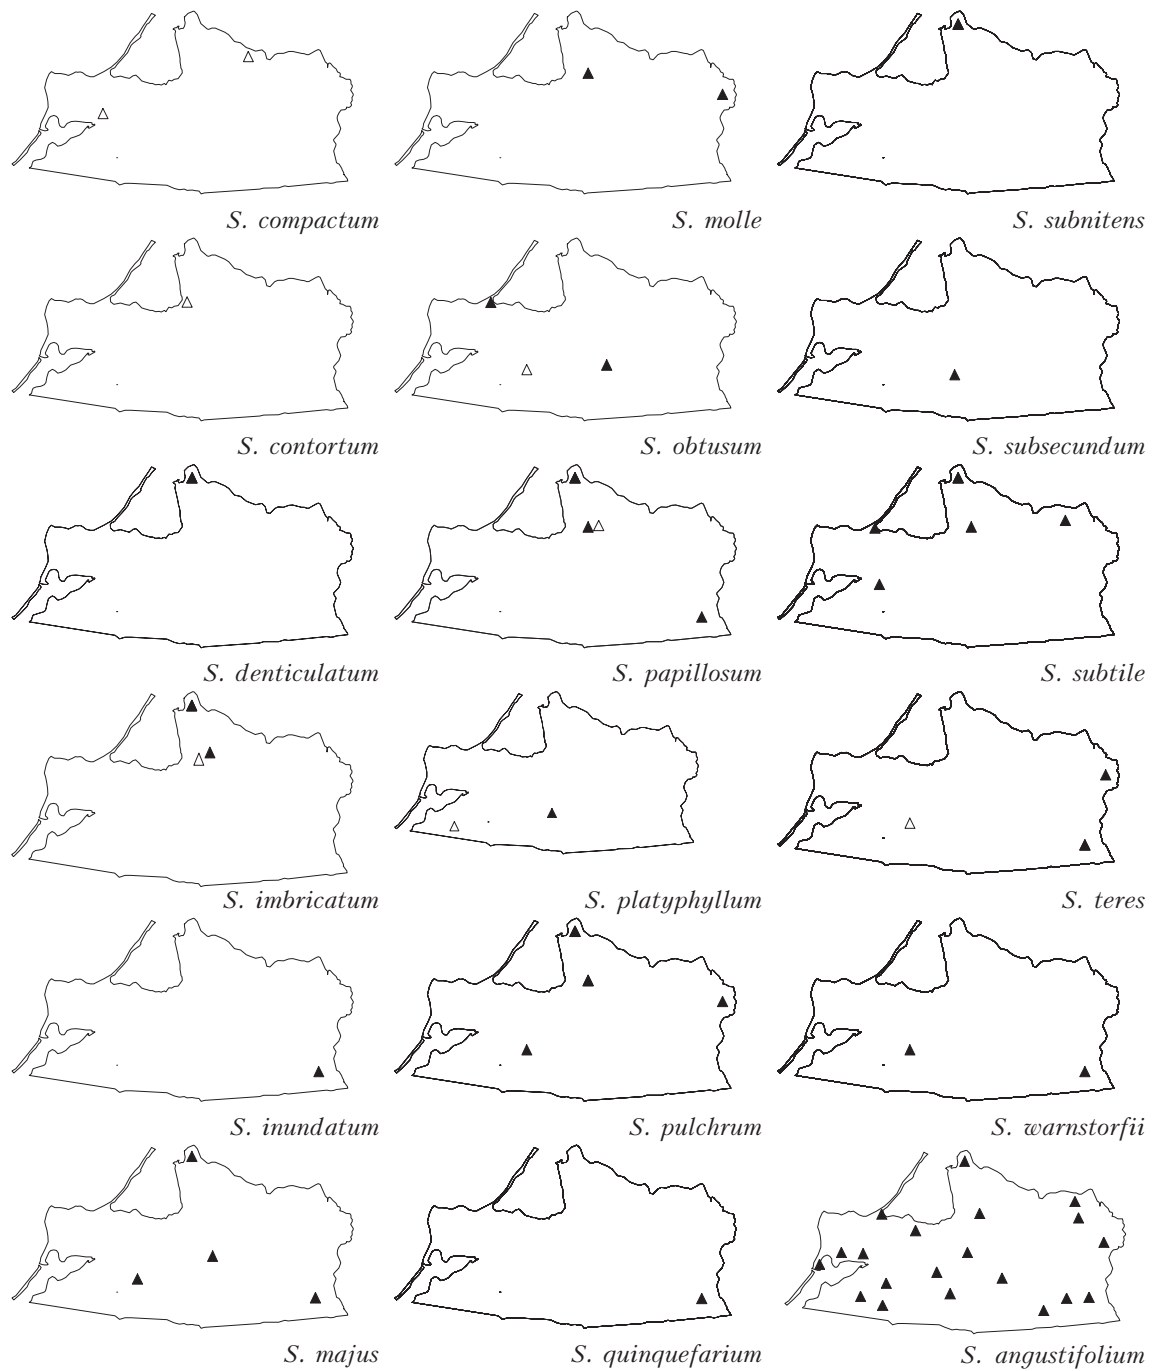 S. compactum
S. molle
S. subnitens
S. contortum
S. obtusum
S. subsecundum
S. denticulatum
S. papillosum
S. subtile
S. imbricatum
S. platyphyllum
S. teres
S. inundatum
S. pulchrum
S. warnstorfii
S. majus
S. quinquefarium
S. angustifolium